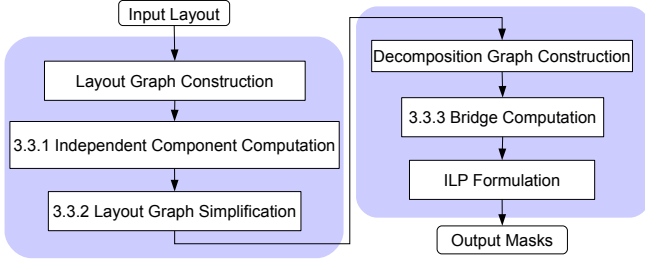 Input Layout
Layout Graph Construction
3.3.1 Independent Component Computation
3.3.2 Layout Graph Simplification
Decomposition Graph Construction
3.3.3 Bridge Computation
ILP Formulation
Output Masks